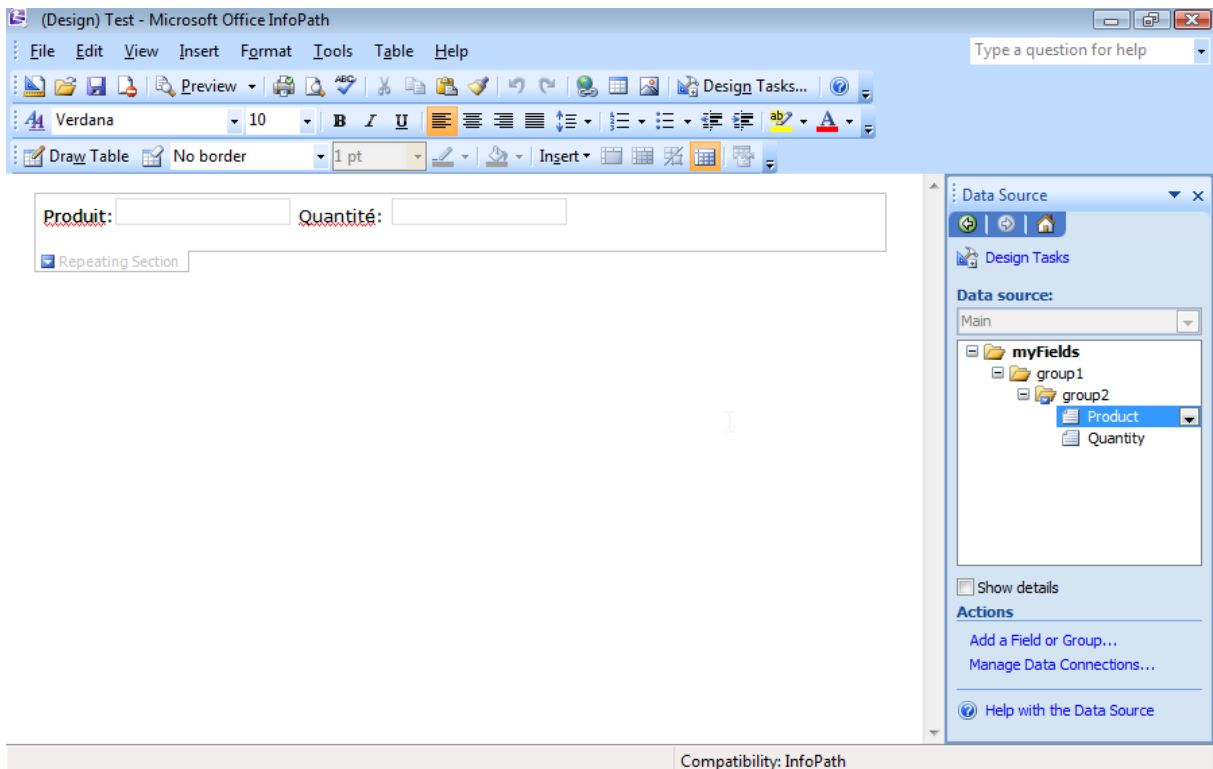 (Design) Test - Microsoft Office InfoPath
File Edit View Insert Format Tools Table Help
Type a question for help
Preview ABC Design Tasks...
Verdana 10 B I U ab A
Draw Table No border 1 pt Insert
Produit: Quantité:
Repeating Section
Data Source
Design Tasks
Data source:
Main
myFields
group1
group2
Product
Quantity
Show details
Actions
Add a Field or Group...
Manage Data Connections...
Help with the Data Source
Compatibility: InfoPath